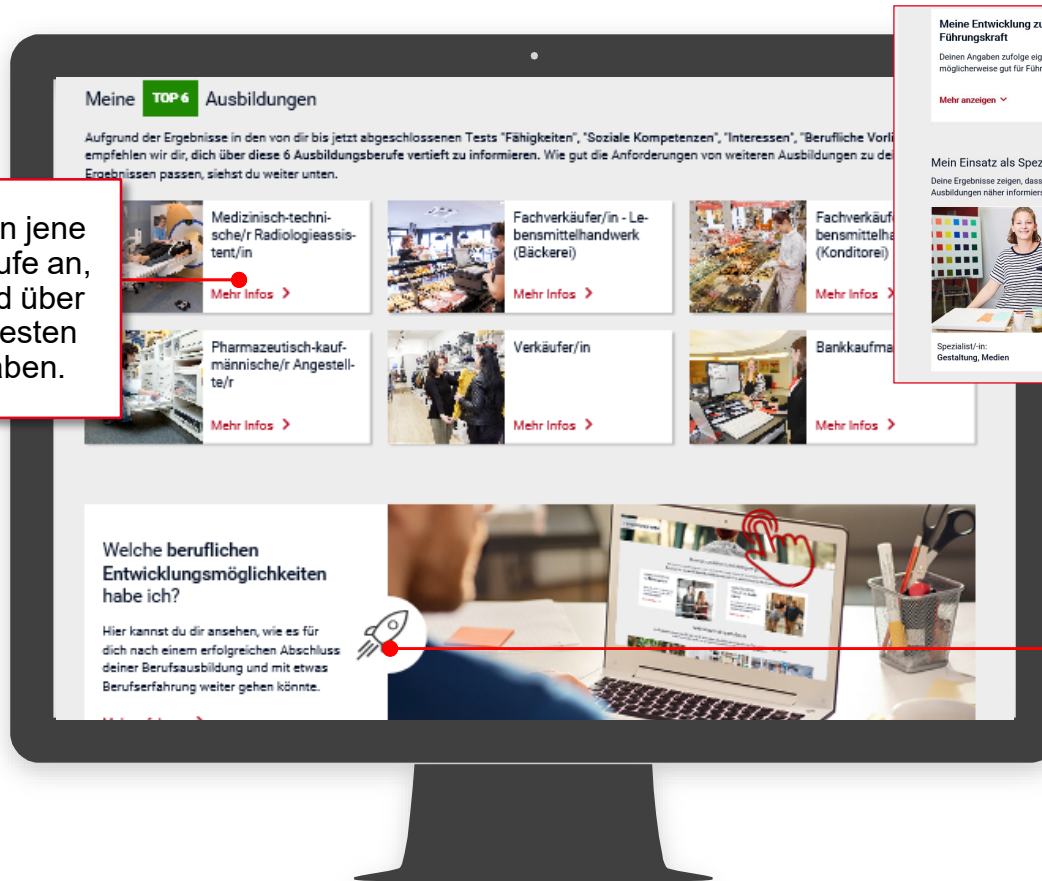 Meine TOP 6 Ausbildungen
Aufgrund der Ergebnisse in den von dir bis jetzt abgeschlossenen Tests "Fähigkeiten", "Soziale Kompetenzen", "Interessen", "Berufliche Vorli
empfehlen wir dir, dich über diese 6 Ausbildungsberufe vertieft zu informieren. Wie gut die Anforderungen von weiteren Ausbildungen zu dei
Ergebnissen passen, siehst du weiter unten.
n jene
ufe an,
d über
esten
aben.
Medizinisch-techni-
sche/r Radiologieassis-
tent/in
Mehr Infos
Fachverkäufer/in - Le-
bensmittelhandwerk
(Bäckerei)
Mehr Infos
Fachverkäuf
bensmittelha
(Konditorei)
Mehr Infos
Pharmazeutisch-kauf-
männische/r Angestell-
te/r
Mehr Infos
Verkäufer/in
Mehr Infos
Bankkaufma
Mehr Infos
Welche beruflichen
Entwicklungsmöglichkeiten
habe ich?
Hier kannst du dir ansehen, wie es für
dich nach einem erfolgreichen Abschluss
deiner Berufsausbildung und mit etwas
Berufserfahrung weiter gehen könnte.
Meine Entwicklung zu
Führungskraft
Deinen Angaben zufolge eig
möglicherweise gut für Führ
Mehr anzeigen
Mein Einsatz als Spez
Deine Ergebnisse zeigen, dass
Ausbildungen näher informiers
Spezialist/-in:
Gestaltung, Medien